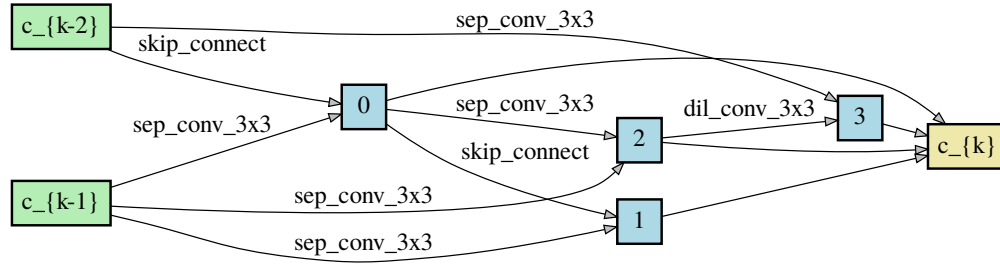 c_{k-2}
sep_conv_3x3
skip_connect
0
sep_conv_3x3
sep_conv_3x3
dil_conv_3x3
3
2
c_{k}
skip_connect
c_{k-1}
sep_conv_3x3
1
sep_conv_3x3